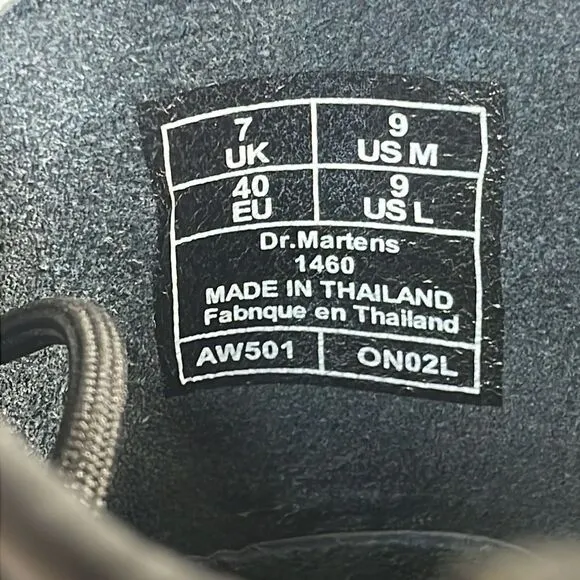 7 9
UK US M
40 9
EU US L
Dr.Martens
1460
MADE IN THAILAND
Fabnque en Thailand
AW501 ON02L